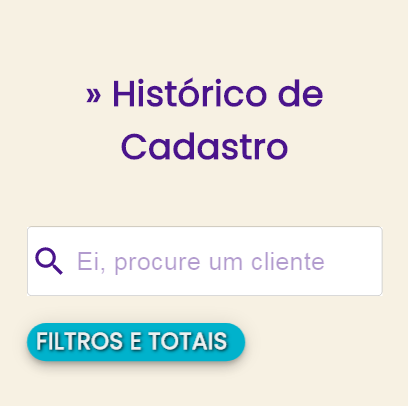 » Histórico de
Cadastro
Ei, procure um cliente
FILTROS E TOTAIS